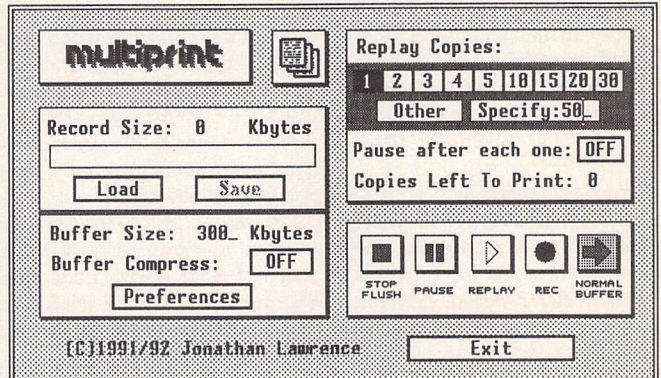 multiprint
Record Size: 0 Kbytes
Load Save
Buffer Size: 300_ Kbytes
Buffer Compress: OFF
Preferences
Replay Copies:
1 2 3 4 5 10 15 20 30
Other Specify:50_
Pause after each one: OFF
Copies Left To Print: 0
STOP FLUSH
PAUSE
REPLAY
REC
NORMAL BUFFER
[C]1991/92 Jonathan Lawrence
Exit